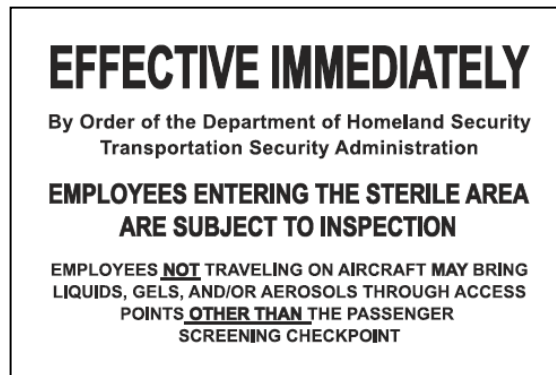 EFFECTIVE IMMEDIATELY
By Order of the Department of Homeland Security
Transportation Security Administration
EMPLOYEES ENTERING THE STERILE AREA
ARE SUBJECT TO INSPECTION
EMPLOYEES NOT TRAVELING ON AIRCRAFT MAY BRING
LIQUIDS, GELS, AND/OR AEROSOLS THROUGH ACCESS
POINTS OTHER THAN THE PASSENGER
SCREENING CHECKPOINT